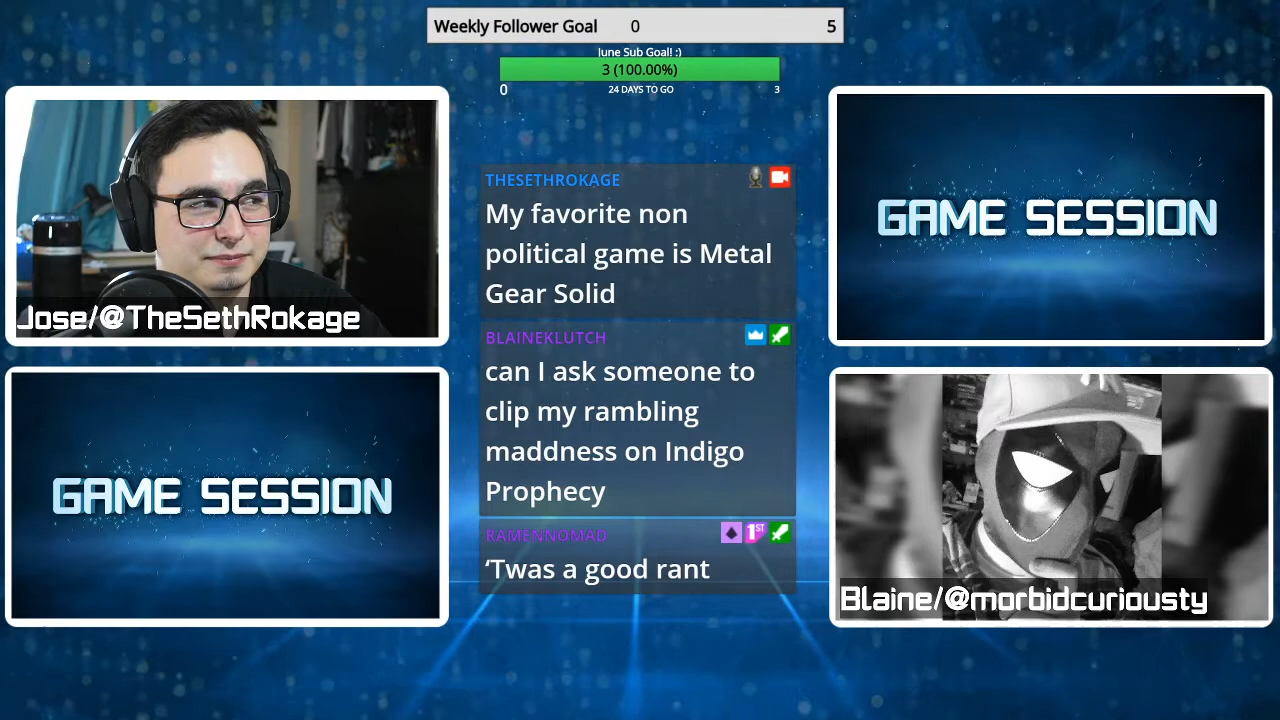 Weekly Follower Goal 0 5
June Sub Goal! :)
3 (100.00%)
0 24 DAYS TO GO 3
THESETHROKAGE
My favorite non
political game is Metal
Gear Solid
BLAINEKLUTCH
can I ask someone to
clip my rambling
maddness on Indigo
Prophecy
RAMENNOMAD
1ST
‘Twas a good rant
Jose/@TheSethRokage
GAME SESSION
GAME SESSION
Blaine/@morbidcuriousty